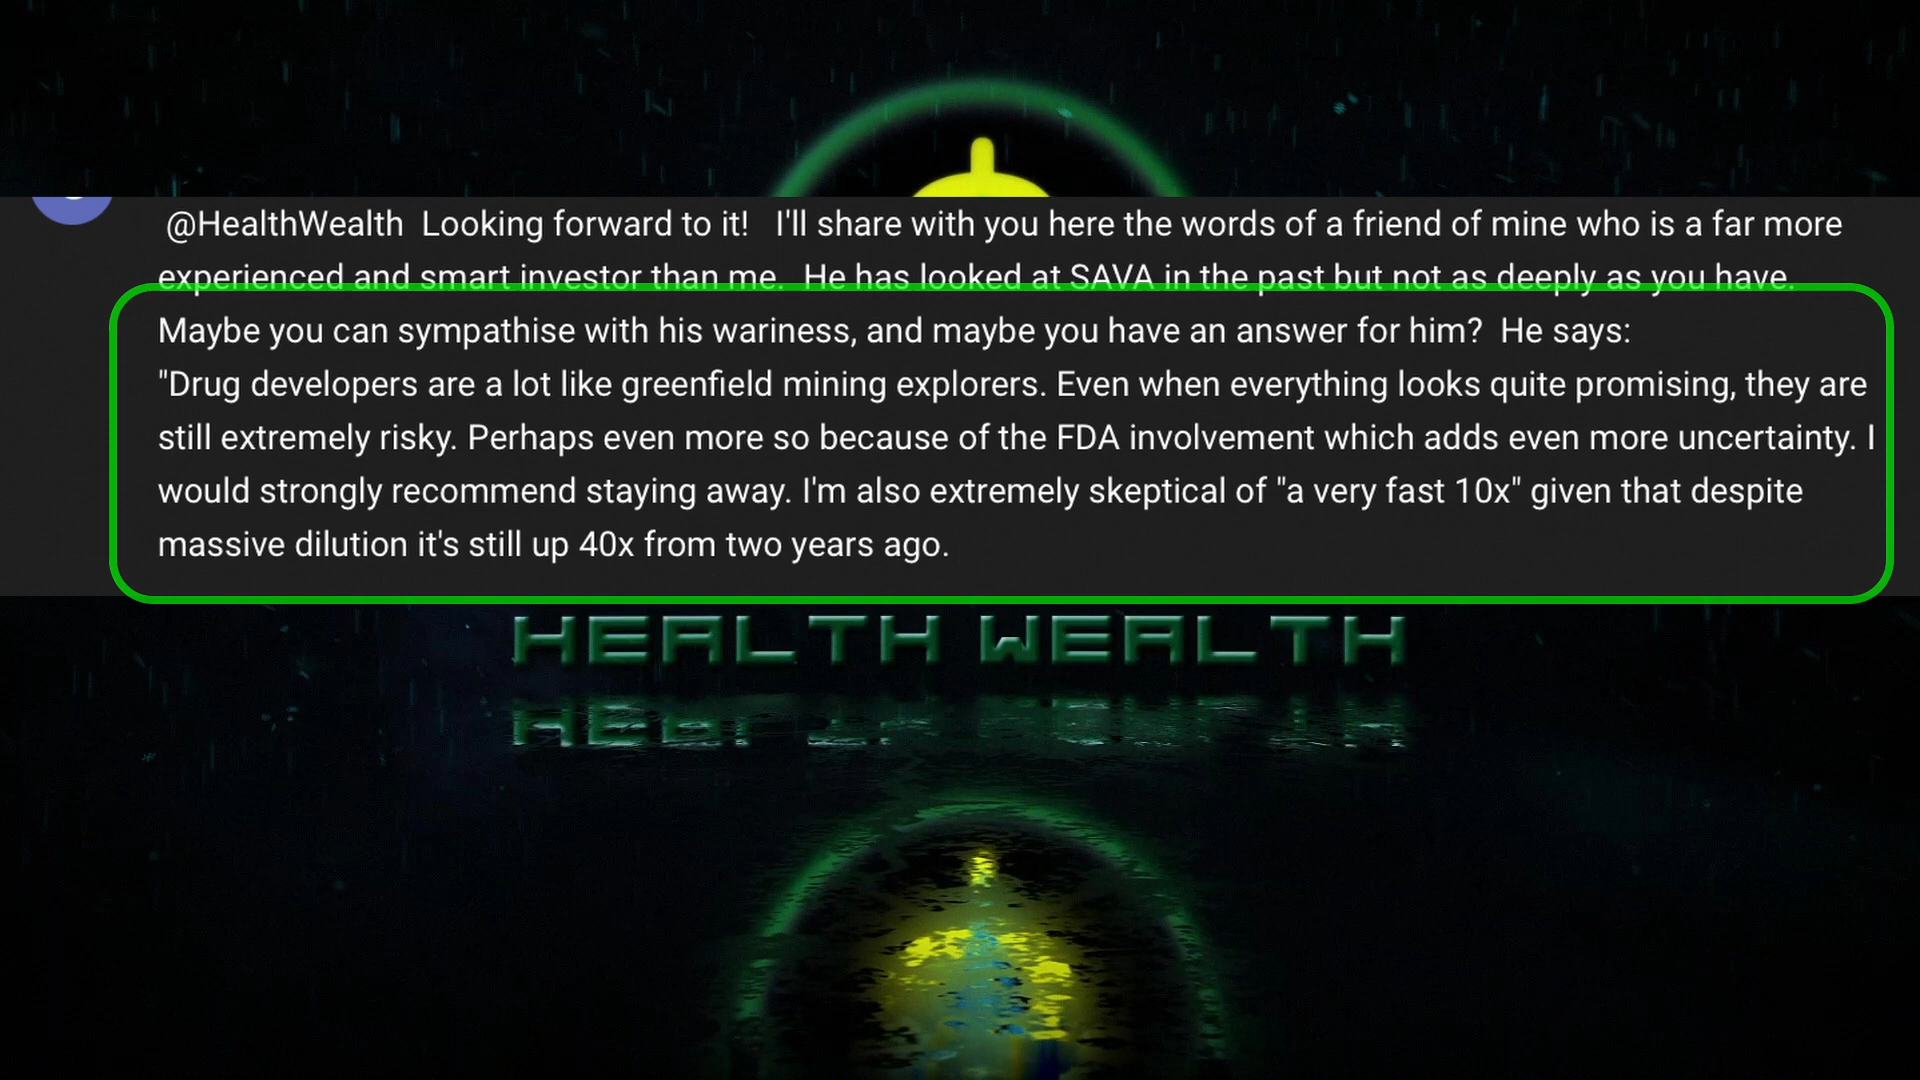 @HealthWealth  Looking forward to it!   I'll share with you here the words of a friend of mine who is a far more
experienced and smart investor than me.  He has looked at SAVA in the past but not as deeply as you have.
Maybe you can sympathise with his wariness, and maybe you have an answer for him?  He says:
"Drug developers are a lot like greenfield mining explorers. Even when everything looks quite promising, they are
still extremely risky. Perhaps even more so because of the FDA involvement which adds even more uncertainty. I
would strongly recommend staying away. I'm also extremely skeptical of "a very fast 10x" given that despite
massive dilution it's still up 40x from two years ago.
HEALTH WEALTH